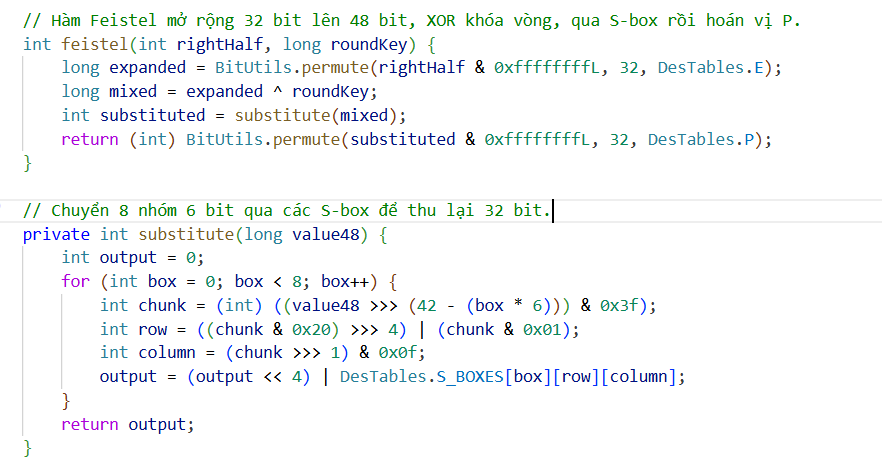 // Hàm Feistel mở rộng 32 bit lên 48 bit, XOR khóa vòng, qua S-box rồi hoán vị P.
int feistel(int rightHalf, long roundKey) {
    long expanded = BitUtils.permute(rightHalf & 0xffffffffL, 32, DesTables.E);
    long mixed = expanded ^ roundKey;
    int substituted = substitute(mixed);
    return (int) BitUtils.permute(substituted & 0xffffffffL, 32, DesTables.P);
}

// Chuyển 8 nhóm 6 bit qua các S-box để thu lại 32 bit.
private int substitute(long value48) {
    int output = 0;
    for (int box = 0; box < 8; box++) {
        int chunk = (int) ((value48 >>> (42 - (box * 6))) & 0x3f);
        int row = ((chunk & 0x20) >>> 4) | (chunk & 0x01);
        int column = (chunk >>> 1) & 0x0f;
        output = (output << 4) | DesTables.S_BOXES[box][row][column];
    }
    return output;
}